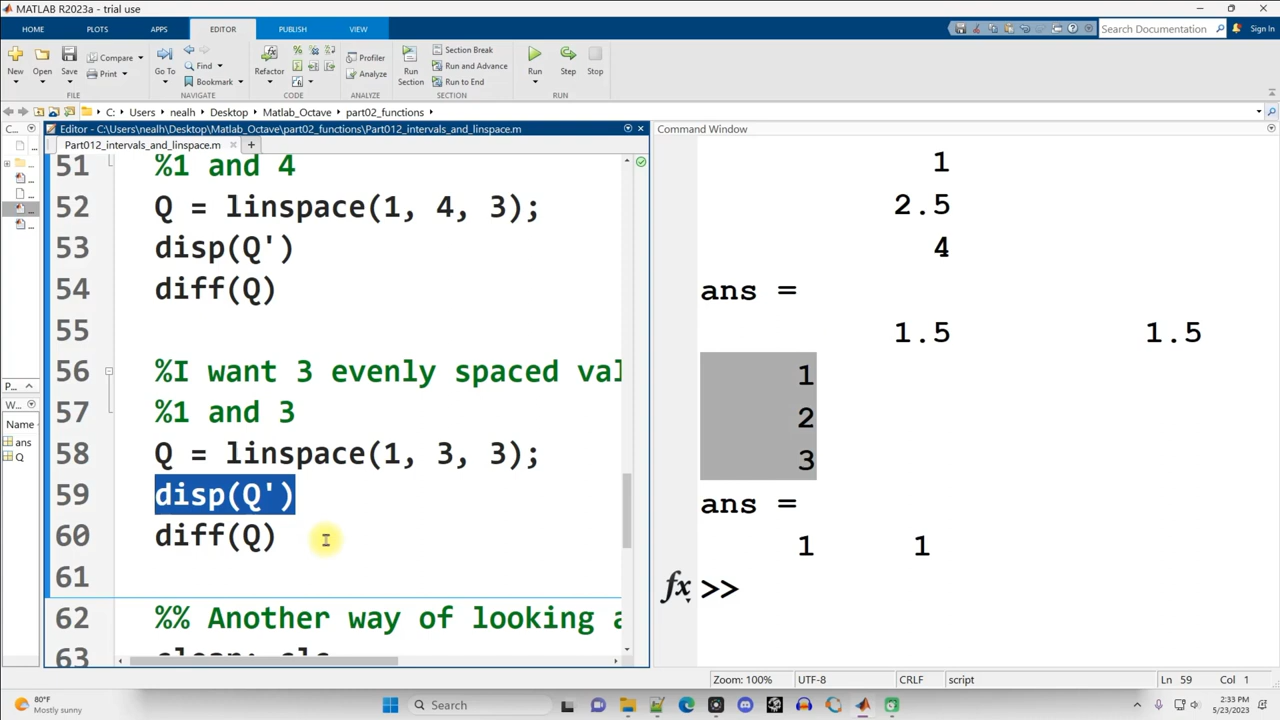 MATLAB R2023a - trial use
HOME PLOTS APPS EDITOR PUBLISH VIEW
Search Documentation Sign In
New Open Save Compare Print
Go To Find Bookmark
Refactor
Profiler Analyze
Run Section
Section Break Run and Advance Run to End
Run Step Stop
FILE NAVIGATE CODE ANALYZE SECTION RUN
C: Users nealh Desktop Matlab_Octave part02_functions
C...
Editor - C:\Users\nealh\Desktop\Matlab_Octave\part02_functions\Part012_intervals_and_linspace.m
Part012_intervals_and_linspace.m
51 %1 and 4
52 Q = linspace(1, 4, 3);
53 disp(Q')
54 diff(Q)
55
56 %I want 3 evenly spaced val
57 %1 and 3
58 Q = linspace(1, 3, 3);
59 disp(Q')
60 diff(Q)
61
62 %% Another way of looking a
63 clear; clc
P...
W...
Name
ans
Q
Command Window
1
2.5
4
ans =
1.5 1.5
1
2
3
ans =
1 1
fx >>
Zoom: 100% UTF-8 CRLF script Ln 59 Col 1
80°F
Mostly sunny
Search
2:33 PM
5/23/2023